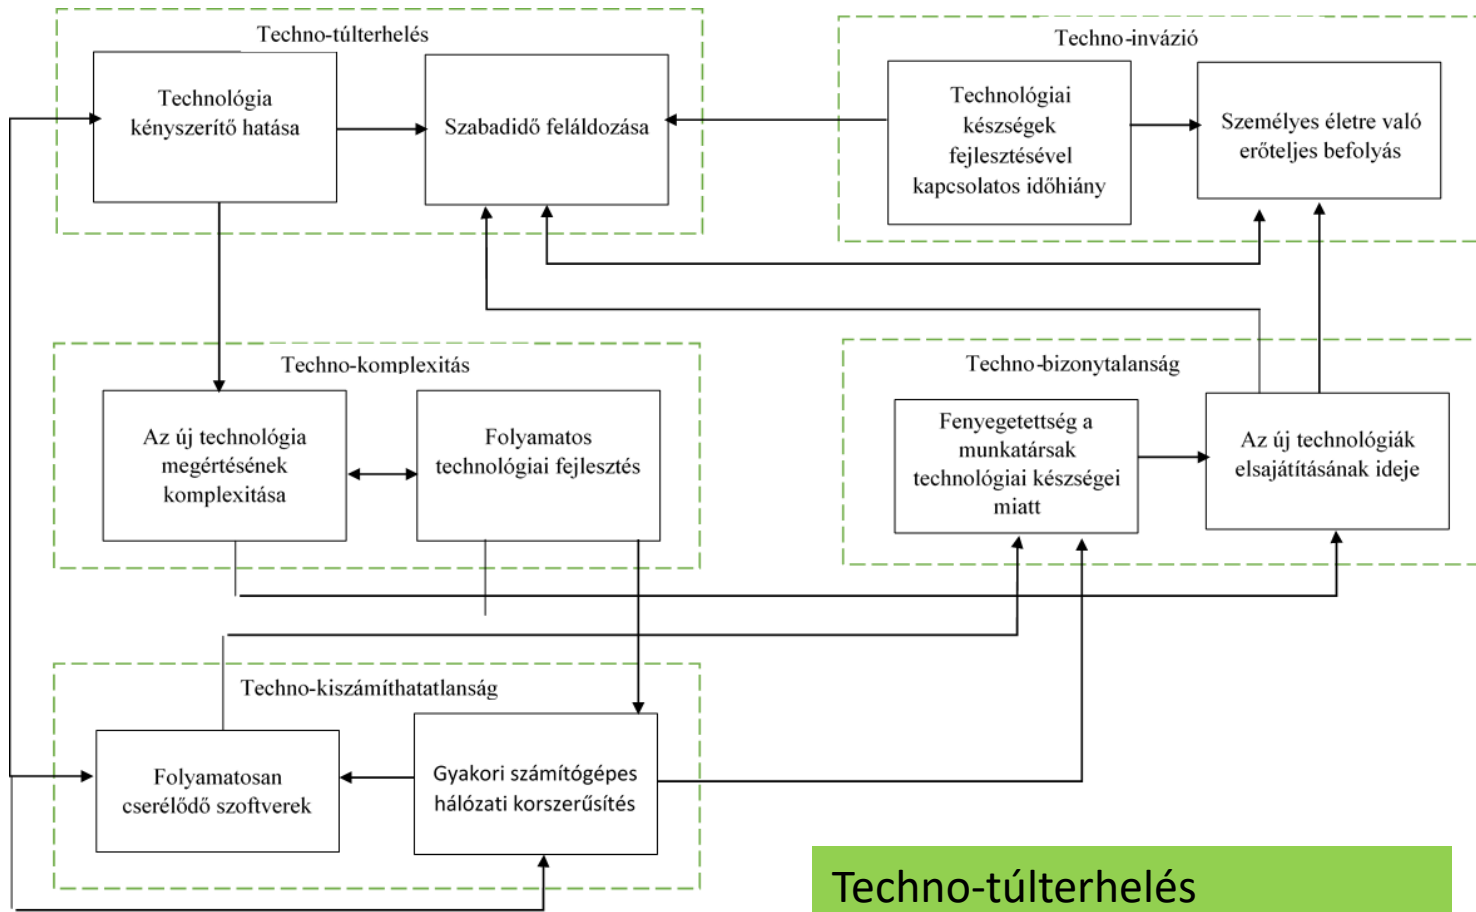 Techno-túlterhelés
Technológia
kényszerítő hatása
Szabadidő feláldozása
Techno-invázió
Technológiai
készségek
fejlesztésével
kapcsolatos időhiány
Személyes életre való
erőteljes befolyás
Techno-komplexitás
Az új technológia
megértésének
komplexitása
Folyamatos
technológiai fejlesztés
Techno-bizonytalanság
Fenyegetettség a
munkatársak
technológiai készségei
miatt
Az új technológiák
elsajátításának ideje
Techno-kiszámíthatatlanság
Folyamatosan
cserélődő szoftverek
Gyakori számítógépes
hálózati korszerűsítés
Techno-túlterhelés